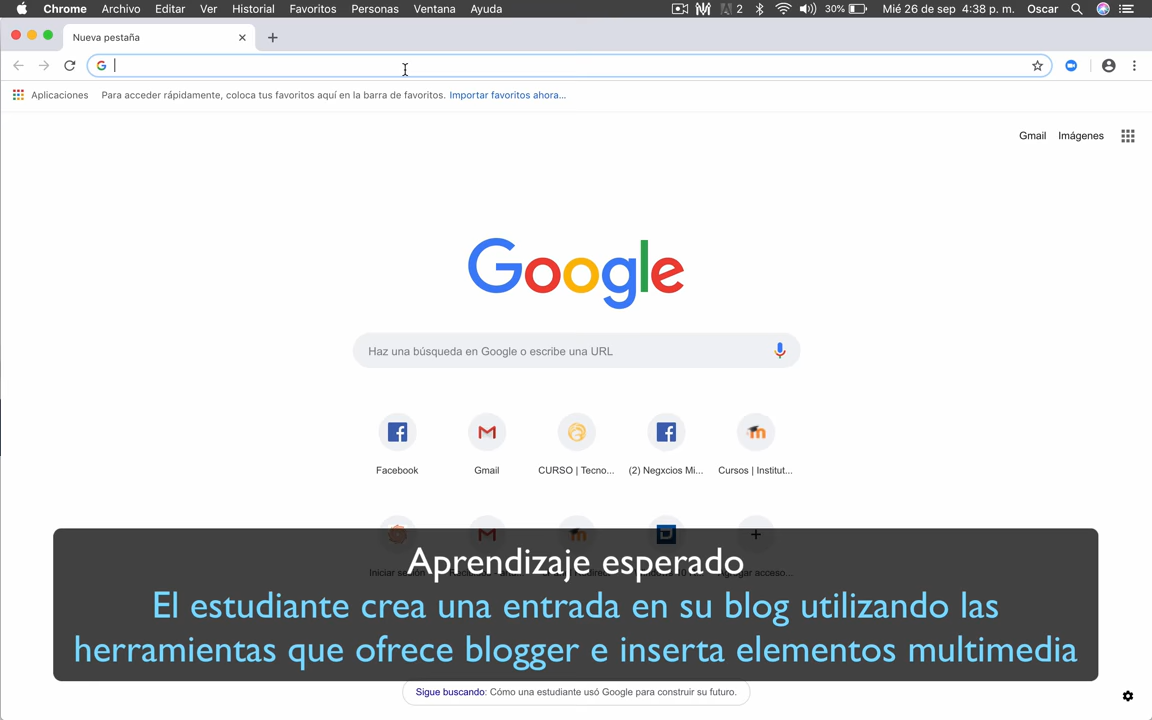 Chrome Archivo Editar Ver Historial Favoritos Personas Ventana Ayuda 2 30% Mié 26 de sep 4:38 p. m. Oscar
Nueva pestaña
Aplicaciones Para acceder rápidamente, coloca tus favoritos aquí en la barra de favoritos. Importar favoritos ahora...
Gmail Imágenes
Google
Haz una búsqueda en Google o escribe una URL
Facebook Gmail CURSO | Tecno... (2) Negxcios Mi... Cursos | Institut...
Aprendizaje esperado
El estudiante crea una entrada en su blog utilizando las
herramientas que ofrece blogger e inserta elementos multimedia
Sigue buscando: Cómo una estudiante usó Google para construir su futuro.